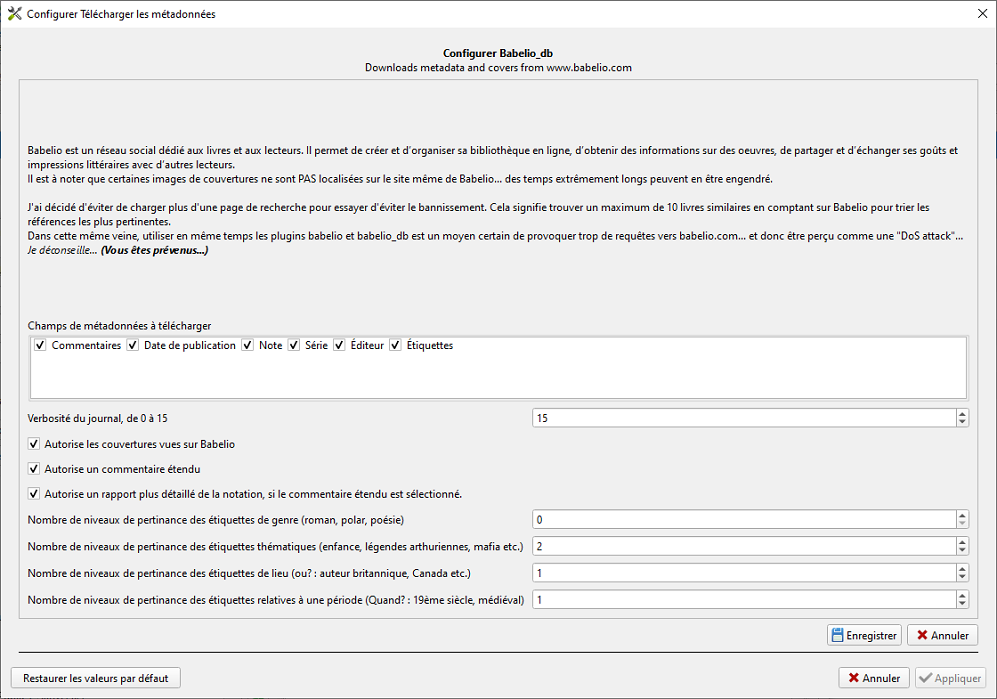 Configurer Télécharger les métadonnées
Configurer Babelio_db
Downloads metadata and covers from www.babelio.com
Babelio est un réseau social dédié aux livres et aux lecteurs. Il permet de créer et d'organiser sa bibliothèque en ligne, d'obtenir des informations sur des oeuvres, de partager et d'échanger ses goûts et
impressions littéraires avec d'autres lecteurs.
Il est à noter que certaines images de couvertures ne sont PAS localisées sur le site même de Babelio... des temps extrêmement longs peuvent en être engendré.
J'ai décidé d'éviter de charger plus d'une page de recherche pour essayer d'éviter le bannissement. Cela signifie trouver un maximum de 10 livres similaires en comptant sur Babelio pour trier les
références les plus pertinentes.
Dans cette même veine, utiliser en même temps les plugins babelio et babelio_db est un moyen certain de provoquer trop de requêtes vers babelio.com... et donc être perçu comme une "DoS attack"...
Je déconseille... (Vous êtes prévenus...)
Champs de métadonnées à télécharger
Commentaires Date de publication Note Série Éditeur Étiquettes
Verbosité du journal, de 0 à 15 15
Autorise les couvertures vues sur Babelio
Autorise un commentaire étendu
Autorise un rapport plus détaillé de la notation, si le commentaire étendu est sélectionné.
Nombre de niveaux de pertinance des étiquettes de genre (roman, polar, poésie) 0
Nombre de niveaux de pertinance des étiquettes thématiques (enfance, légendes arthuriennes, mafia etc.) 2
Nombre de niveaux de pertinance des étiquettes de lieu (ou? : auteur britannique, Canada etc.) 1
Nombre de niveaux de pertinance des étiquettes relatives à une période (Quand? : 19ème siècle, médiéval) 1
Enregistrer Annuler
Restaurer les valeurs par défaut Annuler Appliquer